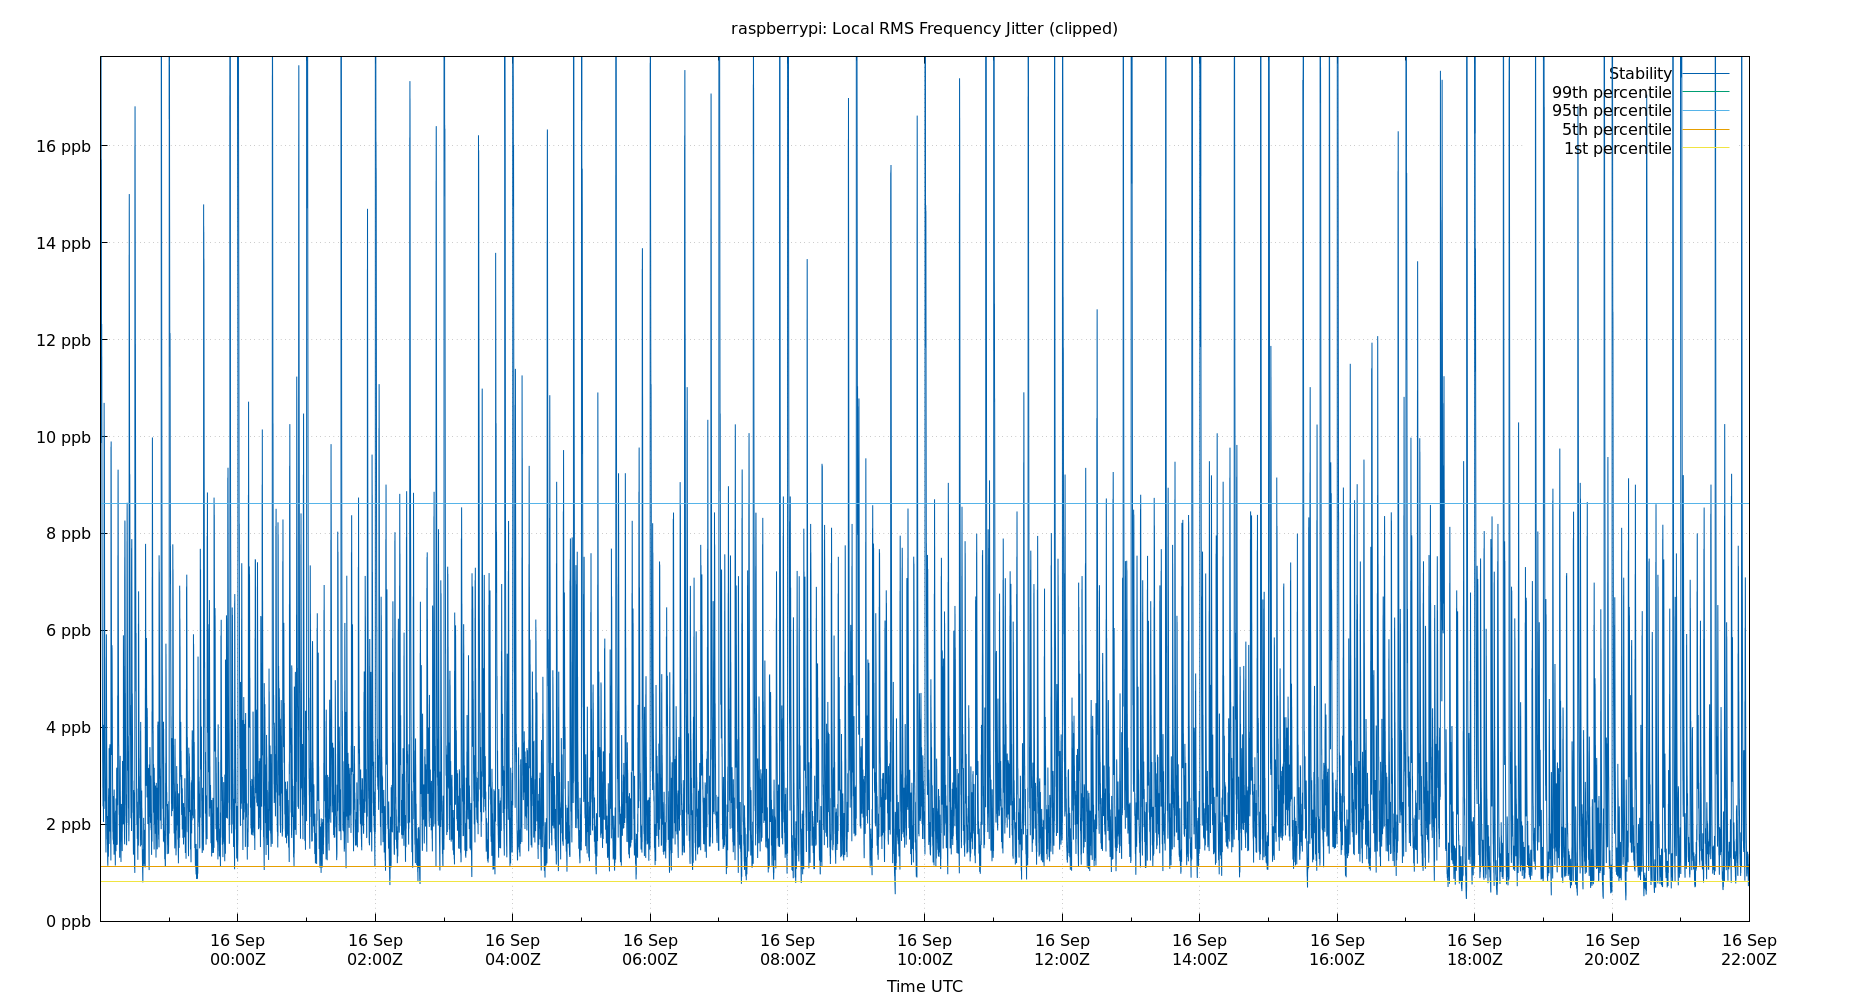 raspberrypi: Local RMS Frequency Jitter (clipped)
Stability
99th percentile
95th percentile
5th percentile
1st percentile
16 ppb
14 ppb
12 ppb
10 ppb
8 ppb
6 ppb
4 ppb
2 ppb
0 ppb
16 Sep 16 Sep 16 Sep 16 Sep 16 Sep 16 Sep 16 Sep 16 Sep 16 Sep 16 Sep 16 Sep 16 Sep
00:00Z 02:00Z 04:00Z 06:00Z 08:00Z 10:00Z 12:00Z 14:00Z 16:00Z 18:00Z 20:00Z 22:00Z
Time UTC